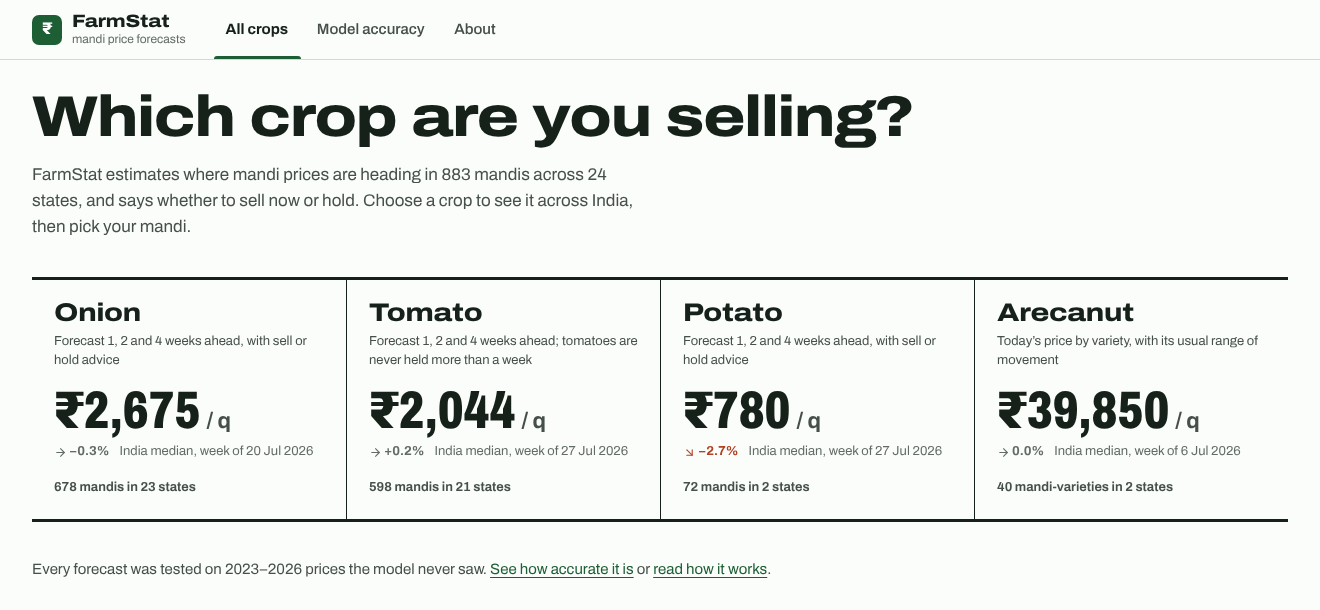 ₹
FarmStat
mandi price forecasts
All crops
Model accuracy
About
Which crop are you selling?
FarmStat estimates where mandi prices are heading in 883 mandis across 24
states, and says whether to sell now or hold. Choose a crop to see it across India,
then pick your mandi.
Onion
Forecast 1, 2 and 4 weeks ahead, with sell or
hold advice
₹2,675 / q
→ −0.3% India median, week of 20 Jul 2026
678 mandis in 23 states
Tomato
Forecast 1, 2 and 4 weeks ahead; tomatoes are
never held more than a week
₹2,044 / q
→ +0.2% India median, week of 27 Jul 2026
598 mandis in 21 states
Potato
Forecast 1, 2 and 4 weeks ahead, with sell or
hold advice
₹780 / q
↘ −2.7% India median, week of 27 Jul 2026
72 mandis in 2 states
Arecanut
Today's price by variety, with its usual range of
movement
₹39,850 / q
→ 0.0% India median, week of 6 Jul 2026
40 mandi-varieties in 2 states
Every forecast was tested on 2023–2026 prices the model never saw. See how accurate it is or read how it works.